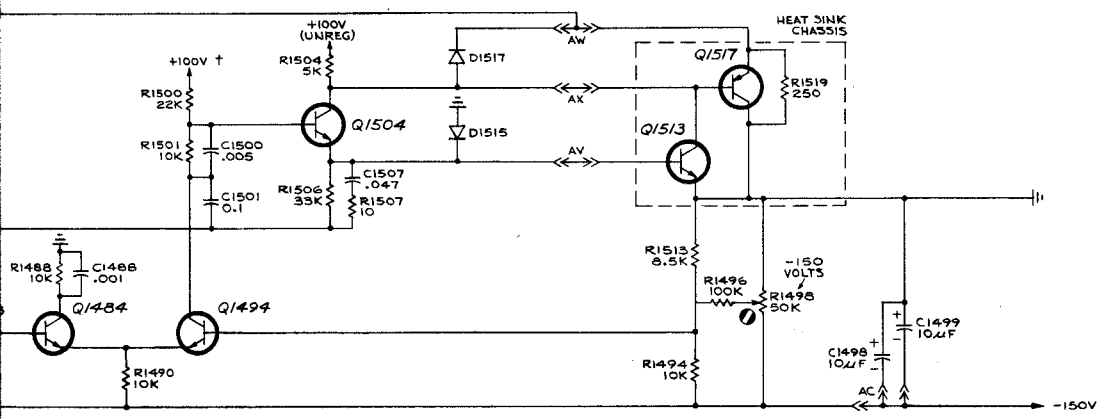 +100V
(UNREG)
HEAT SINK
CHASSIS
AW
Q1517
+100V †
R1504
5K
D1517
R1519
250
R1500
22K
AX
Q1504
Q1513
R1501
10K
C1500
.005
D1515
AV
C1507
.047
C1501
0.1
R1506
33K
R1507
10
R1488
10K
C1488
.001
R1513
8.5K
-150
VOLTS
R1496
100K
R1498
50K
Q1484
Q1494
C1499
10µF
+
-
C1498
10µF
+
-
R1490
10K
R1494
10K
AC
-150V